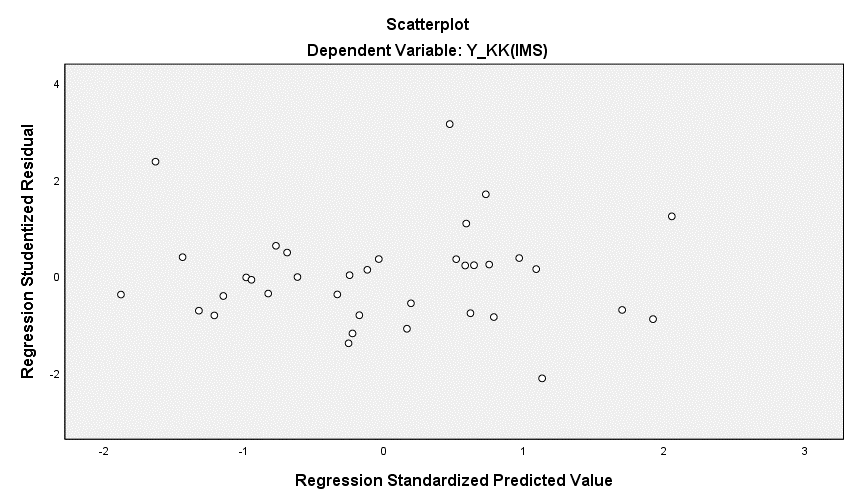 Scatterplot
Dependent Variable: Y_KK(IMS)
Regression Studentized Residual
4
2
0
-2
-2
-1
0
1
2
3
Regression Standardized Predicted Value